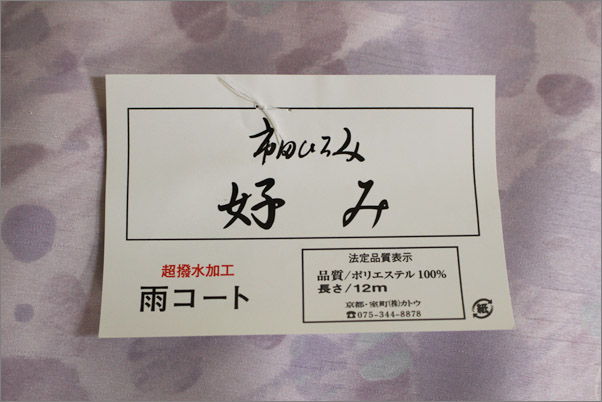 市田ひろみ
好み
超撥水加工
雨コート
法定品質表示
品質/ポリエステル100%
長さ/12m
京都・室町(株)カトウ
☎075-344-8878
紙